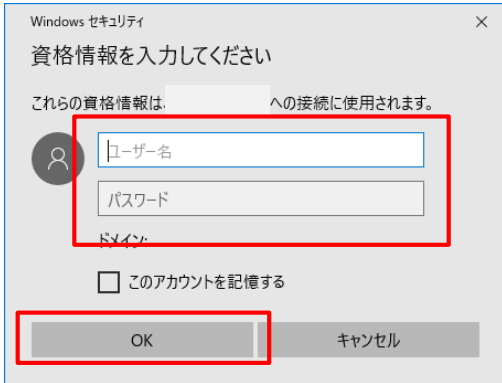 Windows セキュリティ
資格情報を入力してください
これらの資格情報は、 への接続に使用されます。
ユーザー名
パスワード
ドメイン:
このアカウントを記憶する
OK キャンセル